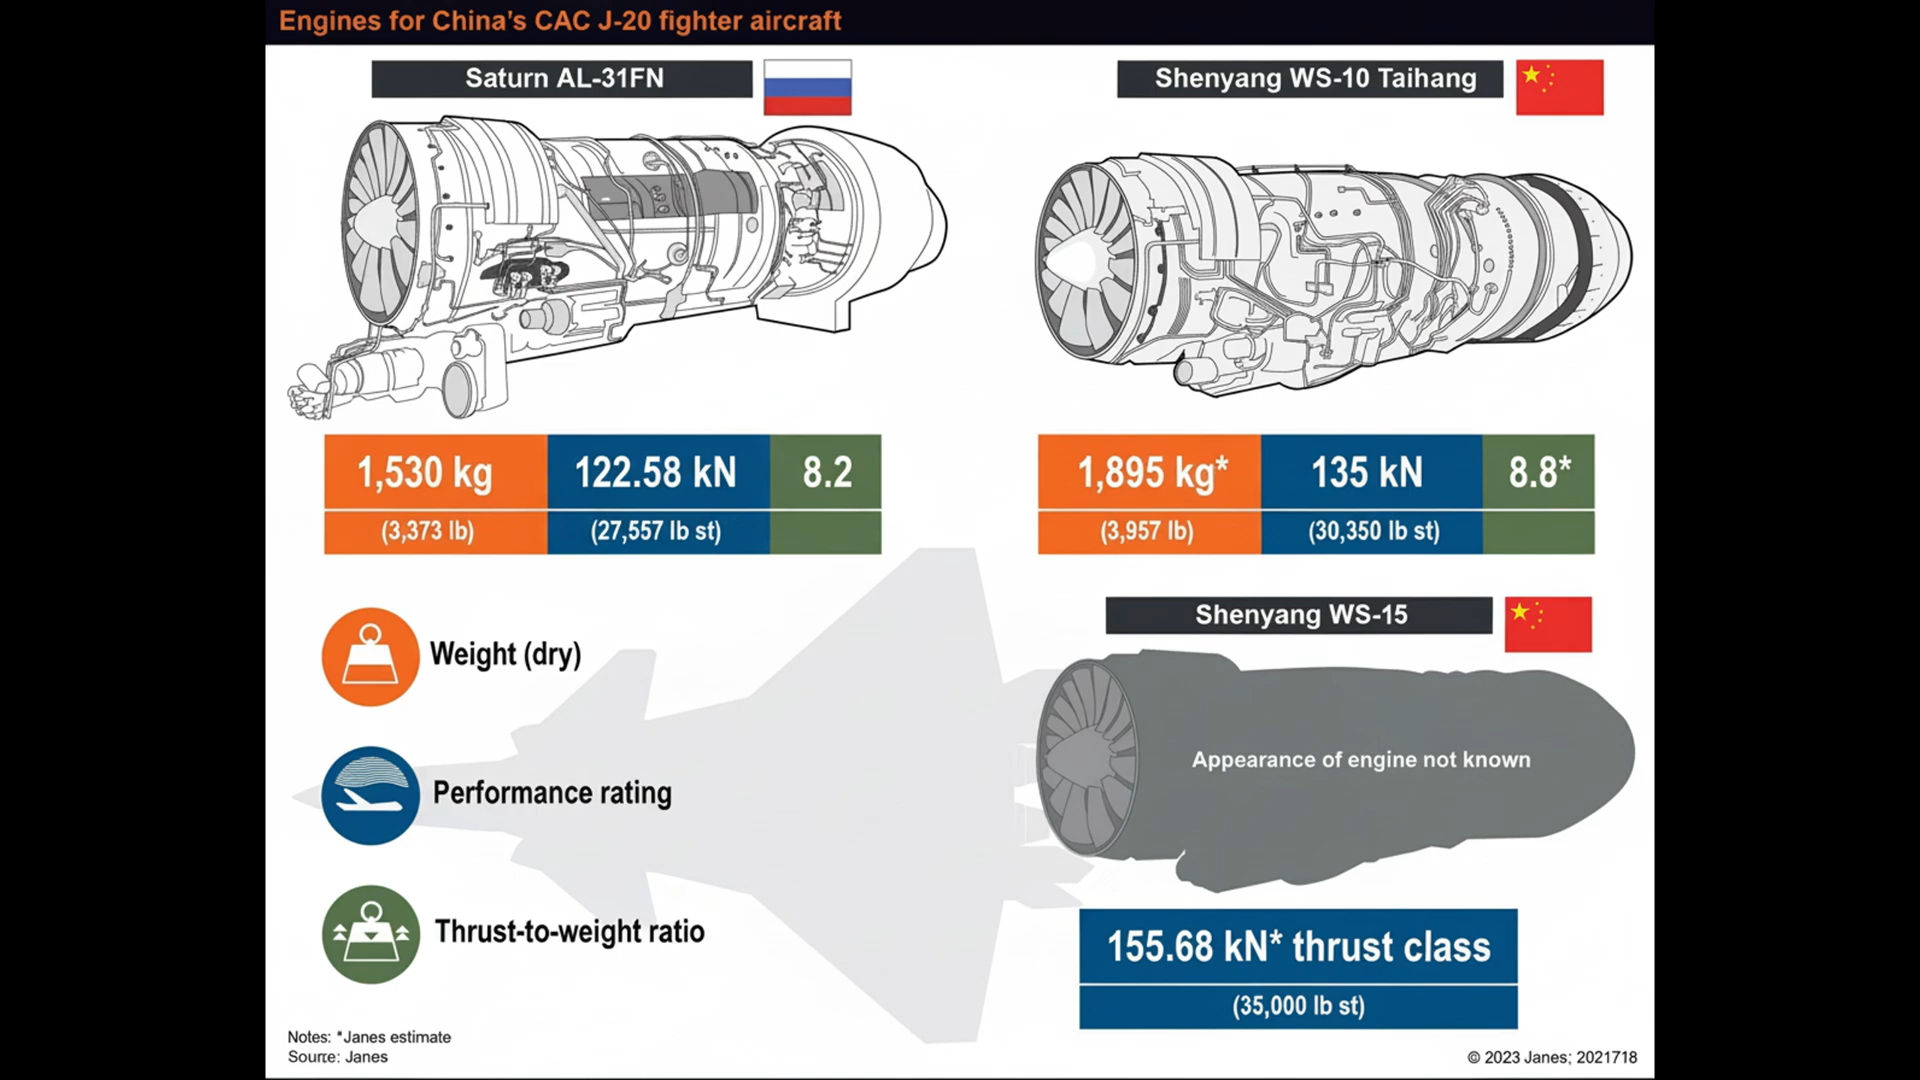 Engines for China's CAC J-20 fighter aircraft
Saturn AL-31FN
Shenyang WS-10 Taihang
1,530 kg 122.58 kN 8.2
(3,373 lb) (27,557 lb st)
1,895 kg* 135 kN 8.8*
(3,957 lb) (30,350 lb st)
Weight (dry)
Performance rating
Thrust-to-weight ratio
Shenyang WS-15
Appearance of engine not known
155.68 kN* thrust class
(35,000 lb st)
Notes: *Janes estimate
Source: Janes
© 2023 Janes; 2021718